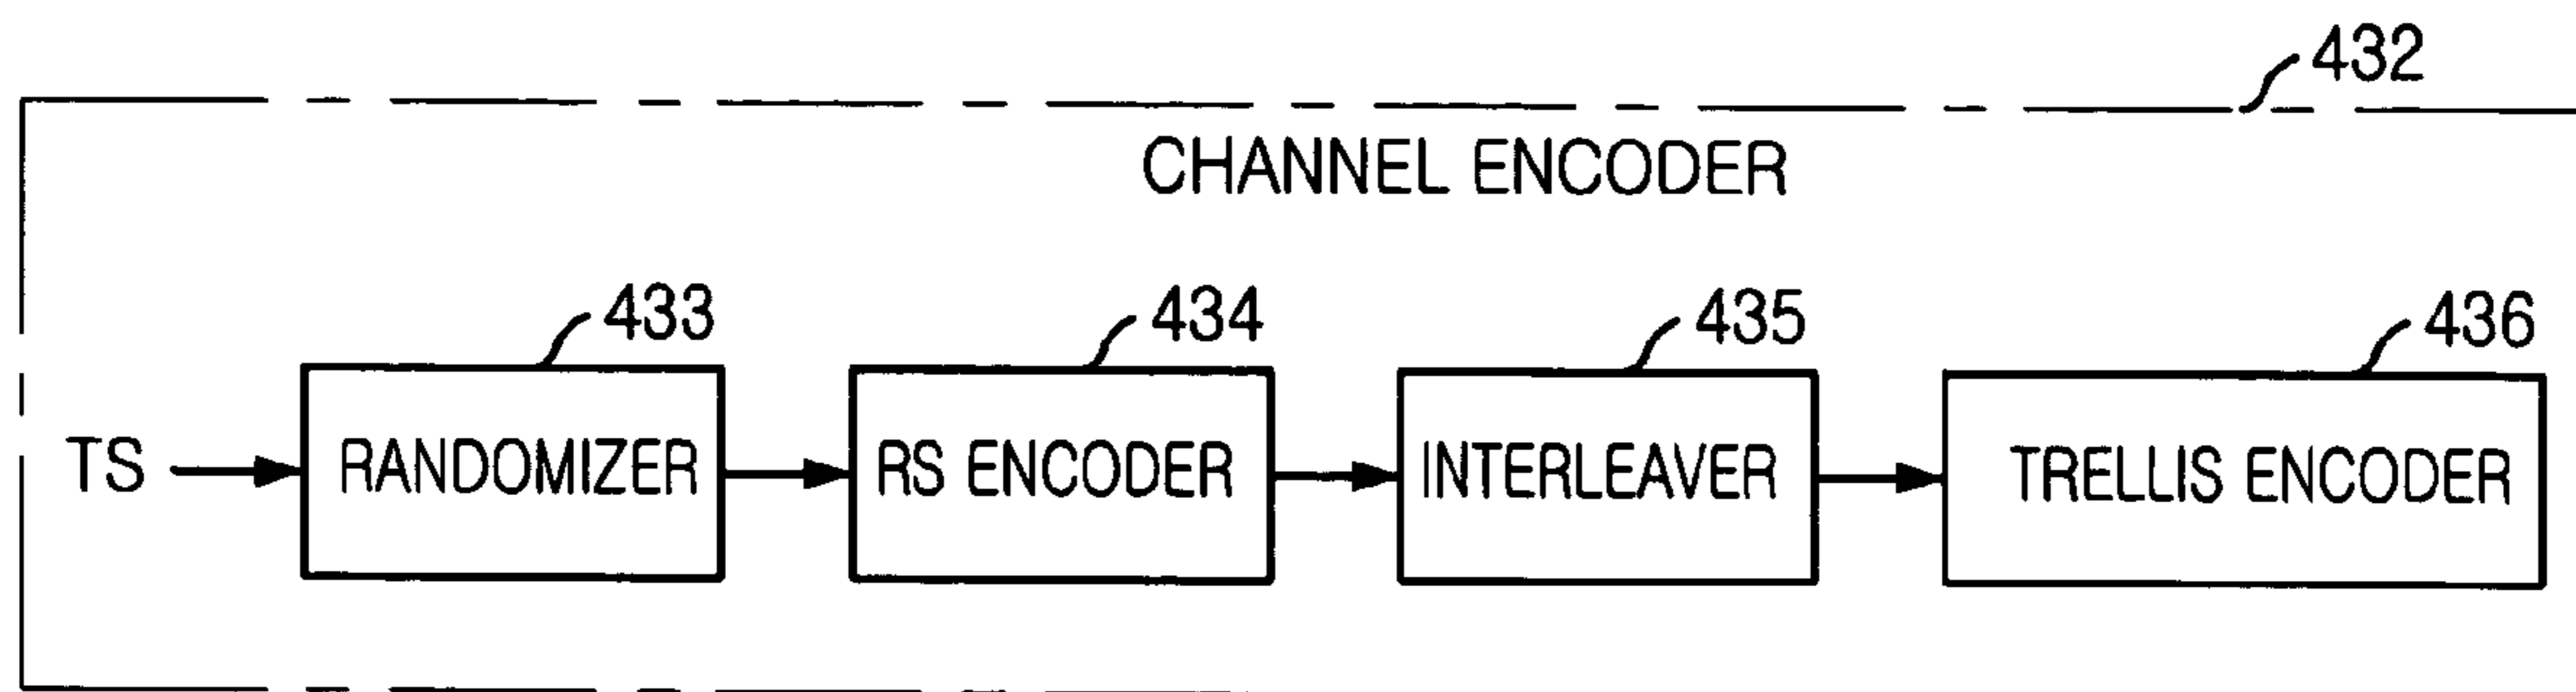 432
CHANNEL ENCODER
433
434
435
436
TS
RANDOMIZER
RS ENCODER
INTERLEAVER
TRELLIS ENCODER